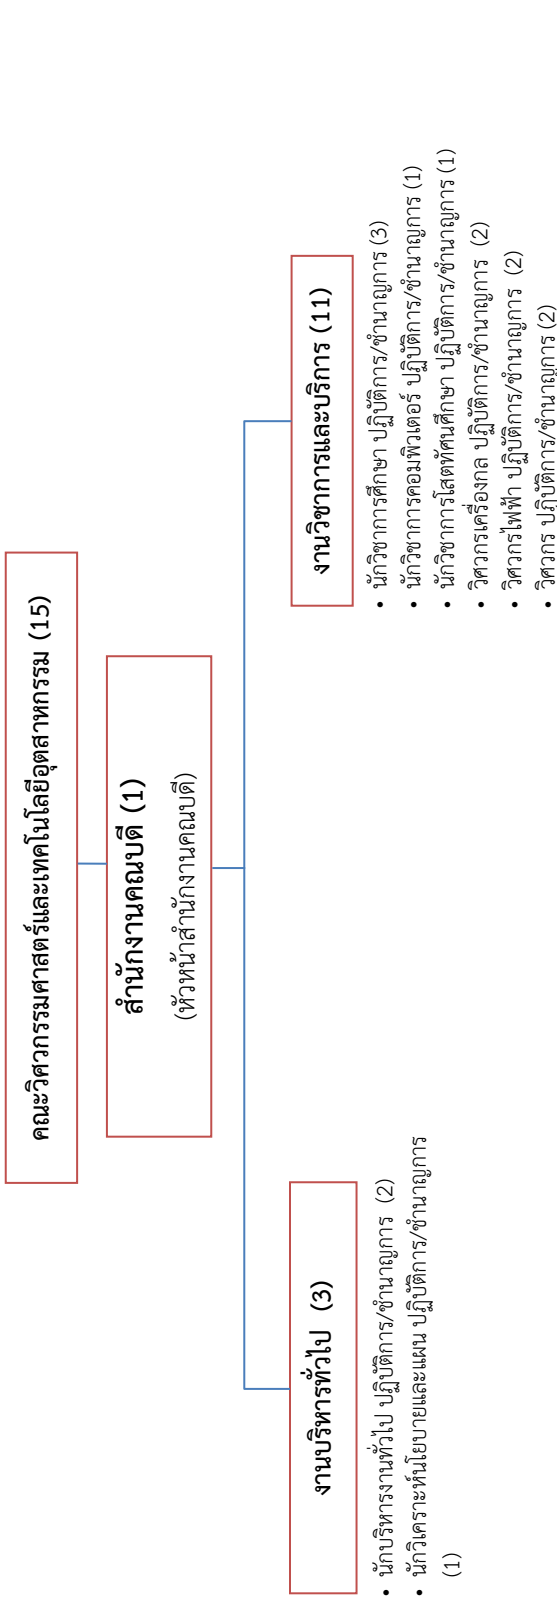 คณะวิศวกรรมศาสตร์และเทคโนโลยีอุตสาหกรรม (15)
สำนักงานคณบดี (1)
(หัวหน้าสำนักงานคณบดี)
งานบริหารทั่วไป (3)
• นักบริหารงานทั่วไป ปฏิบัติการ/ชำนาญการ (2)
• นักวิเคราะห์นโยบายและแผน ปฏิบัติการ/ชำนาญการ
(1)
งานวิชาการและบริการ (11)
• นักวิชาการศึกษา ปฏิบัติการ/ชำนาญการ (3)
• นักวิชาการคอมพิวเตอร์ ปฏิบัติการ/ชำนาญการ (1)
• นักวิชาการโสตทัศนศึกษา ปฏิบัติการ/ชำนาญการ (1)
• วิศวกรเครื่องกล ปฏิบัติการ/ชำนาญการ (2)
• วิศวกรไฟฟ้า ปฏิบัติการ/ชำนาญการ (2)
• วิศวกร ปฏิบัติการ/ชำนาญการ (2)